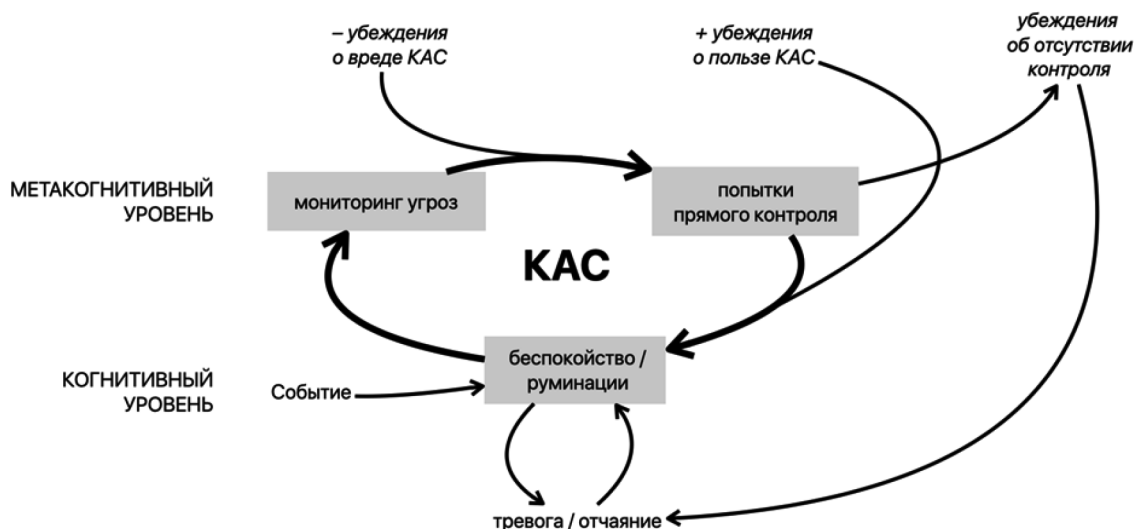 – убеждения
о вреде КАС
+ убеждения
о пользе КАС
убеждения
об отсутствии
контроля
МЕТАКОГНИТИВНЫЙ
УРОВЕНЬ
мониторинг угроз
попытки
прямого контроля
КАС
КОГНИТИВНЫЙ
УРОВЕНЬ
Событие
беспокойство /
руминации
тревога / отчаяние